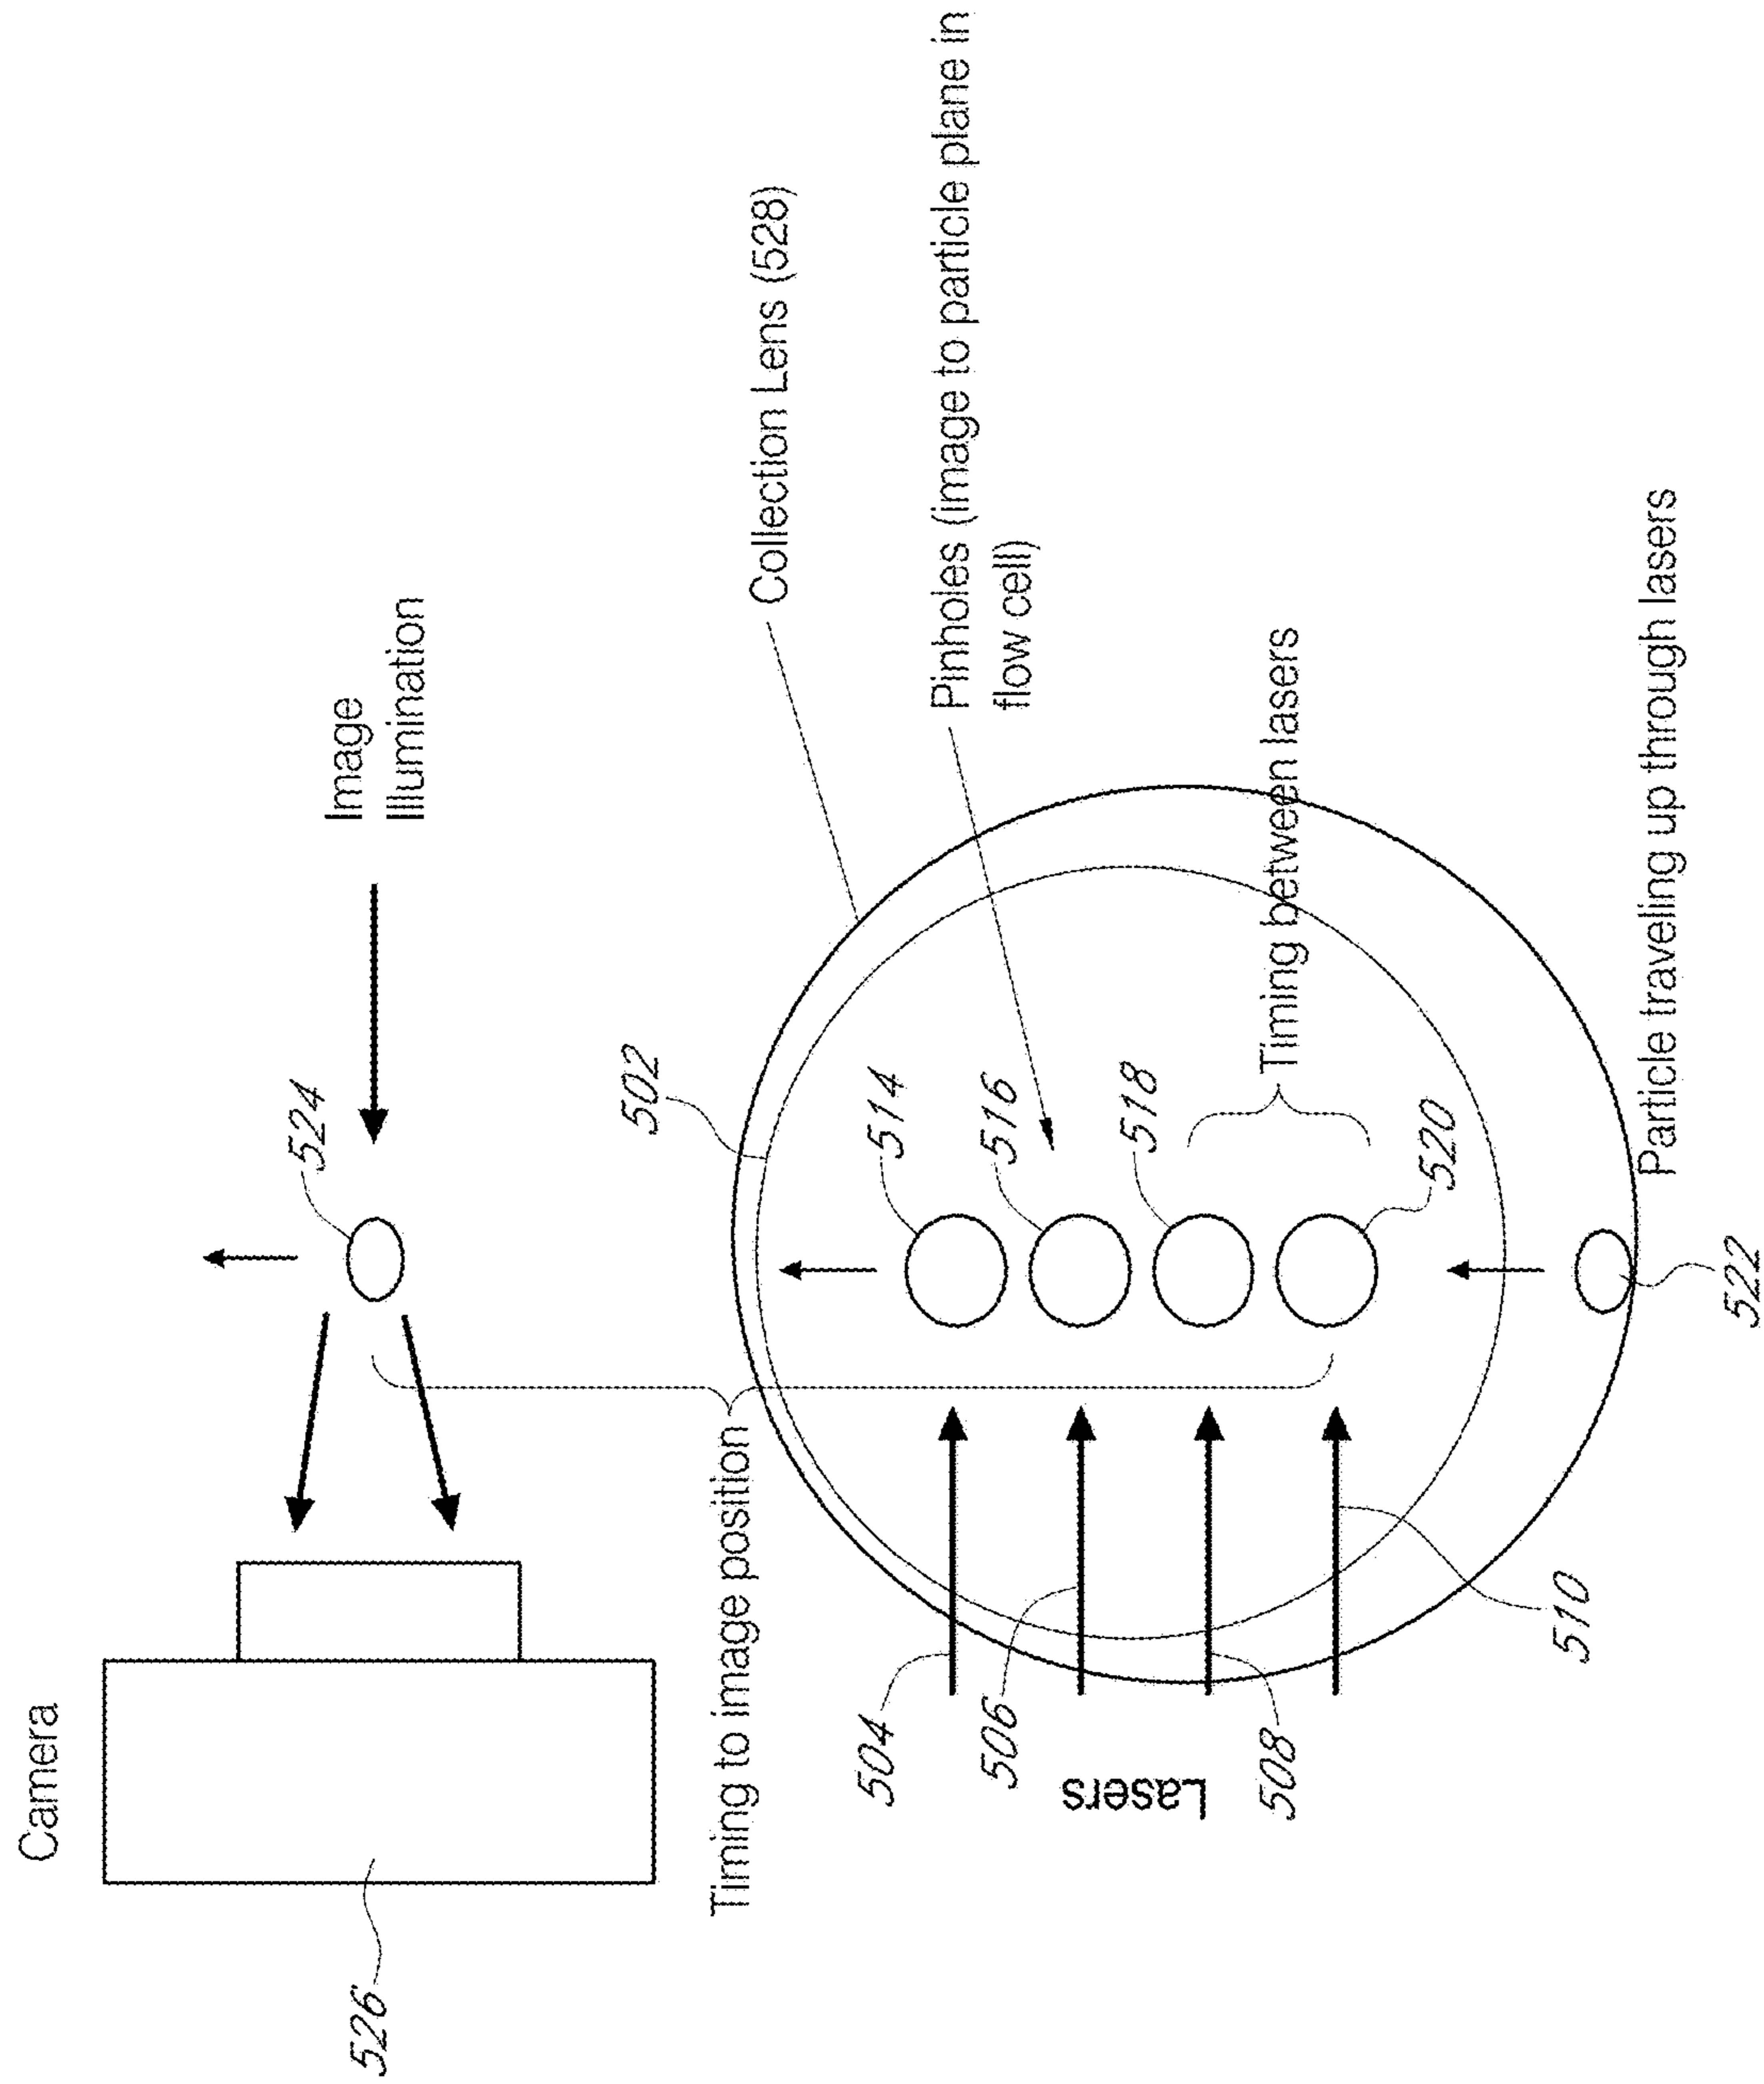 Camera
526
Image
Illumination
524
Timing to image position
502
Collection Lens (528)
Pinholes (image to particle plane in
flow cell)
514
516
518
520
Timing between lasers
Lasers
504
506
508
510
522
Particle traveling up through lasers